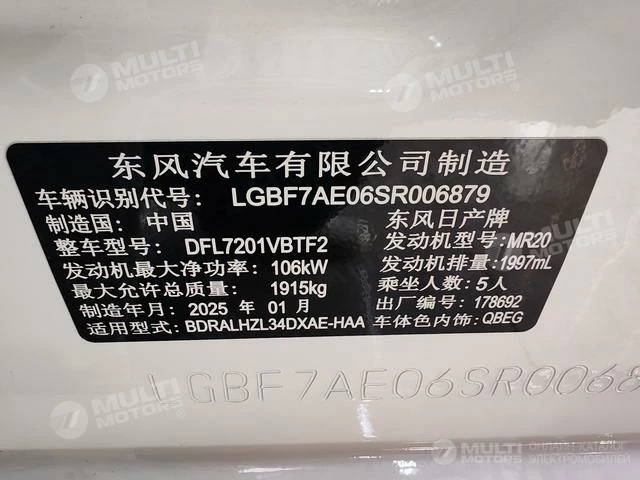 东风汽车有限公司制造
车辆识别代号: LGBF7AE06SR006879
制造国: 中国 东风日产牌
整车型号: DFL7201VBTF2 发动机型号:MR20
发动机最大净功率: 106kW 发动机排量:1997mL
最大允许总质量: 1915kg 乘坐人数:5人
制造年月: 2025 年 01 月 出厂编号: 178692
适用型式: BDRALHZL34DXAE-HAA 车体色内饰:QBEG
LGBF7AE06SR0068
MULTI MOTORS
MULTI MOTORS
MULTI MOTORS
MULTI MOTORS ОНЛАЙН-КАТАЛОГ ЭЛЕКТРОМОБИЛЕЙ